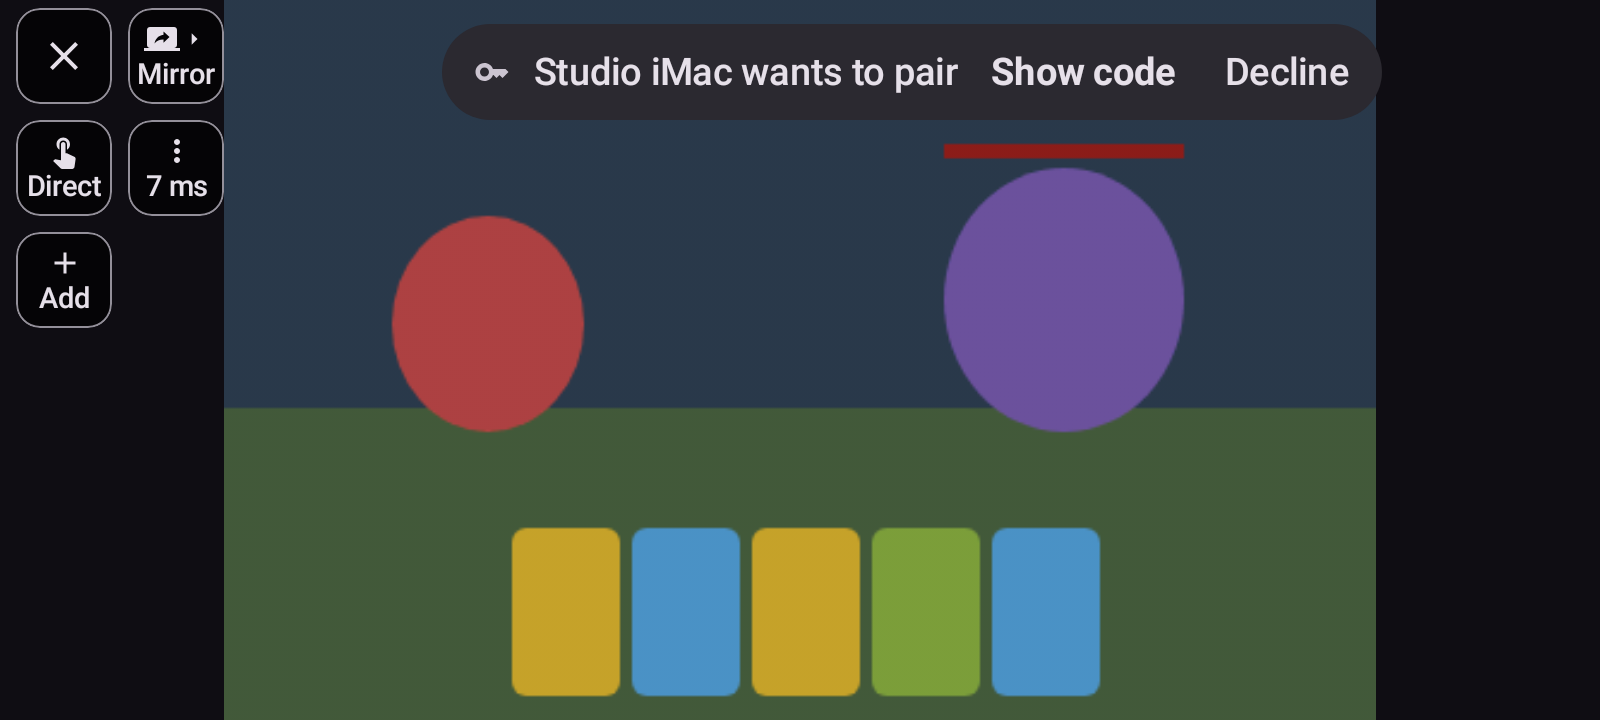 Mirror
Studio iMac wants to pair Show code Decline
Direct
7 ms
Add